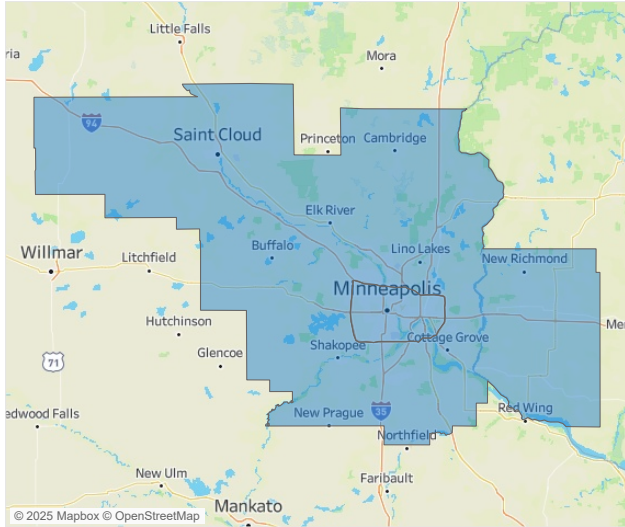 Little Falls
ria
Mora
94
Saint Cloud
Princeton
Cambridge
Elk River
Willmar
Litchfield
Buffalo
Lino Lakes
New Richmond
Minneapolis
Hutchinson
Me
Glencoe
Shakopee
Cottage Grove
71
edwood Falls
New Prague
35
Red Wing
Northfield
New Ulm
Faribault
Mankato
© 2025 Mapbox © OpenStreetMap